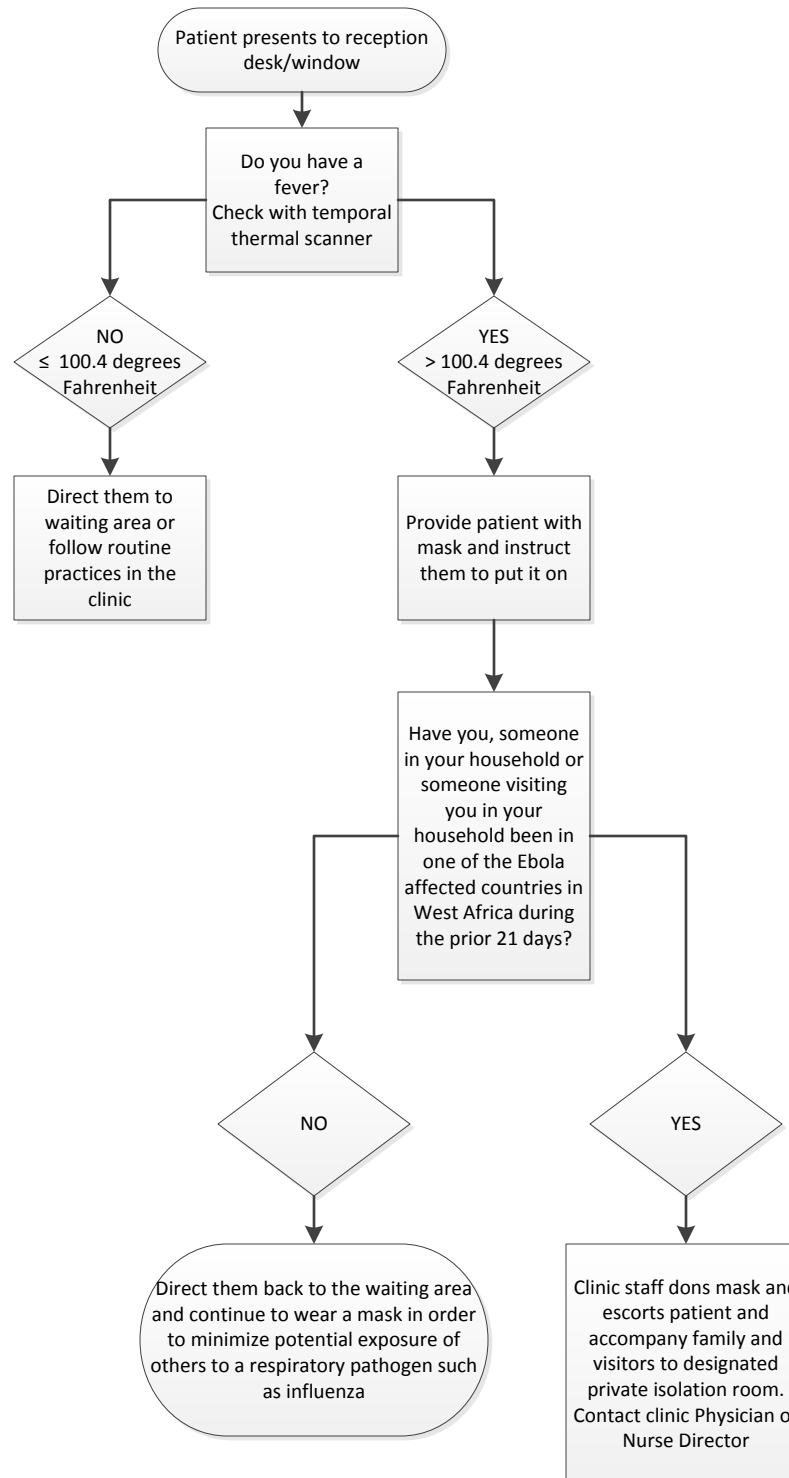 Patient presents to reception
desk/window
Do you have a
fever?
Check with temporal
thermal scanner
NO
≤ 100.4 degrees
Fahrenheit
YES
> 100.4 degrees
Fahrenheit
Direct them to
waiting area or
follow routine
practices in the
clinic
Provide patient with
mask and instruct
them to put it on
Have you, someone
in your household or
someone visiting
you in your
household been in
one of the Ebola
affected countries in
West Africa during
the prior 21 days?
NO
YES
Direct them back to the waiting area
and continue to wear a mask in order
to minimize potential exposure of
others to a respiratory pathogen such
as influenza
Clinic staff dons mask and
escorts patient and
accompany family and
visitors to designated
private isolation room.
Contact clinic Physician or
Nurse Director